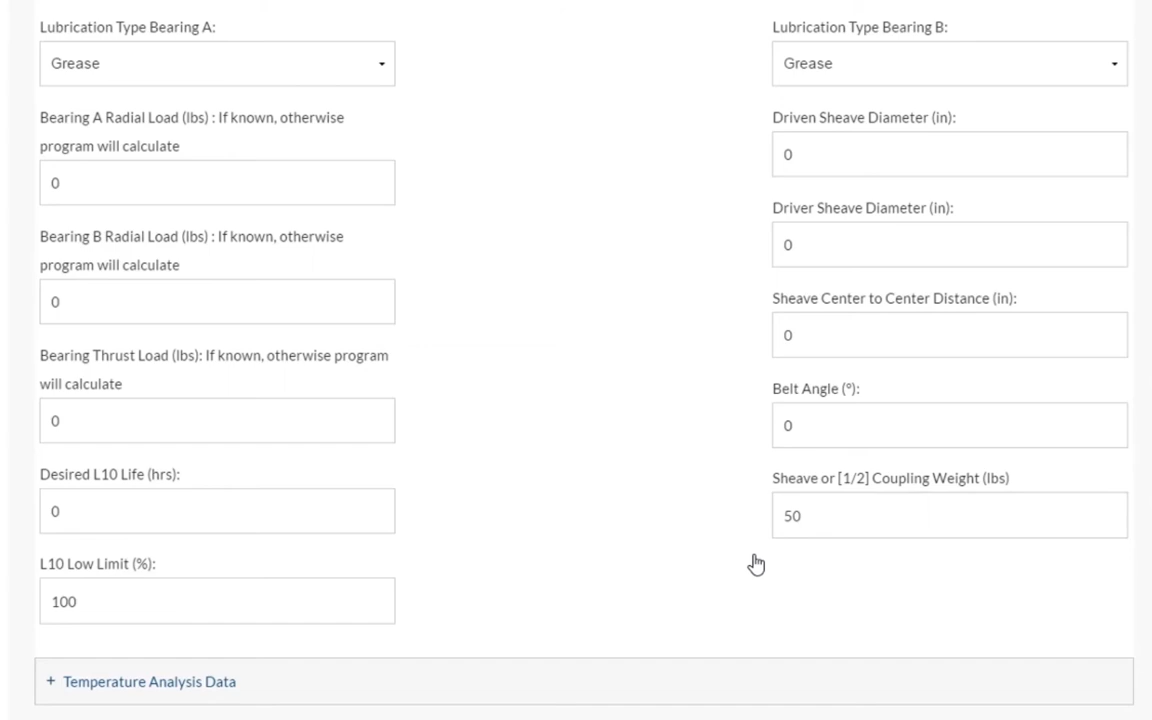 Lubrication Type Bearing A:
Grease
Bearing A Radial Load (lbs) : If known, otherwise
program will calculate
0
Bearing B Radial Load (lbs) : If known, otherwise
program will calculate
0
Bearing Thrust Load (lbs): If known, otherwise program
will calculate
0
Desired L10 Life (hrs):
0
L10 Low Limit (%):
100
Lubrication Type Bearing B:
Grease
Driven Sheave Diameter (in):
0
Driver Sheave Diameter (in):
0
Sheave Center to Center Distance (in):
0
Belt Angle (°):
0
Sheave or [1/2] Coupling Weight (lbs)
50
+ Temperature Analysis Data